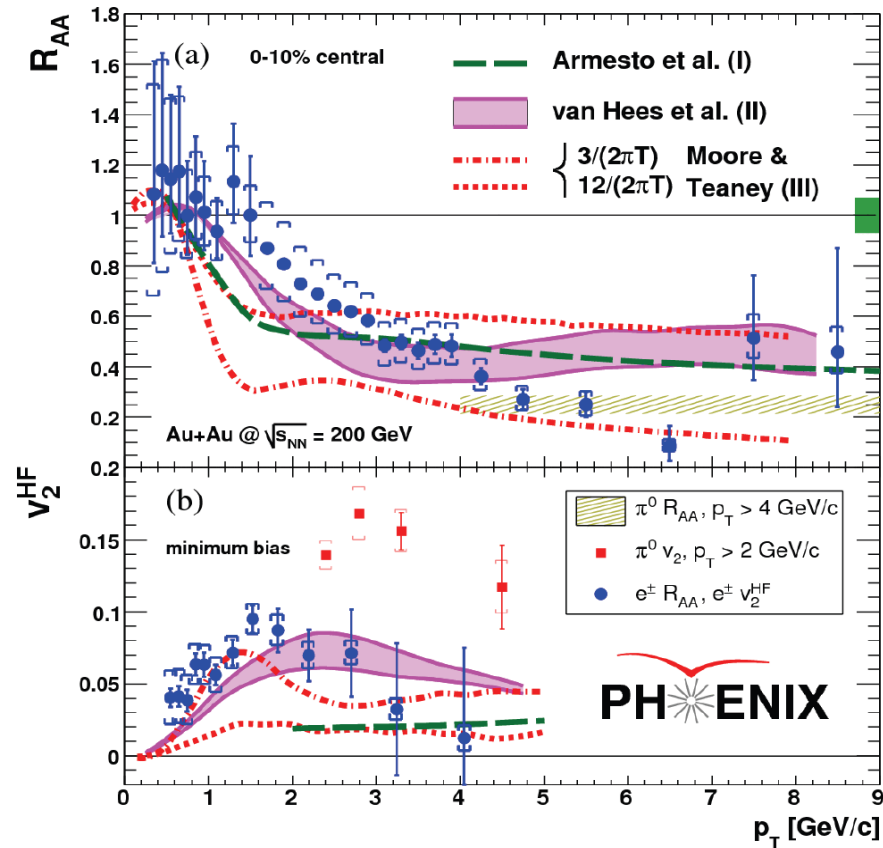 R_AA
1.8
1.6
1.4
1.2
1
0.8
0.6
0.4
0.2
0.2
0.15
0.1
0.05
0
(a)
0-10% central
Armesto et al. (I)
van Hees et al. (II)
3/(2πT) Moore &
12/(2πT) Teaney (III)
Au+Au @ √s_NN = 200 GeV
v_2^HF
(b)
minimum bias
π⁰ R_AA, p_T > 4 GeV/c
π⁰ v_2, p_T > 2 GeV/c
e^± R_AA, e^± v_2^HF
PHENIX
0 1 2 3 4 5 6 7 8 9
p_T [GeV/c]